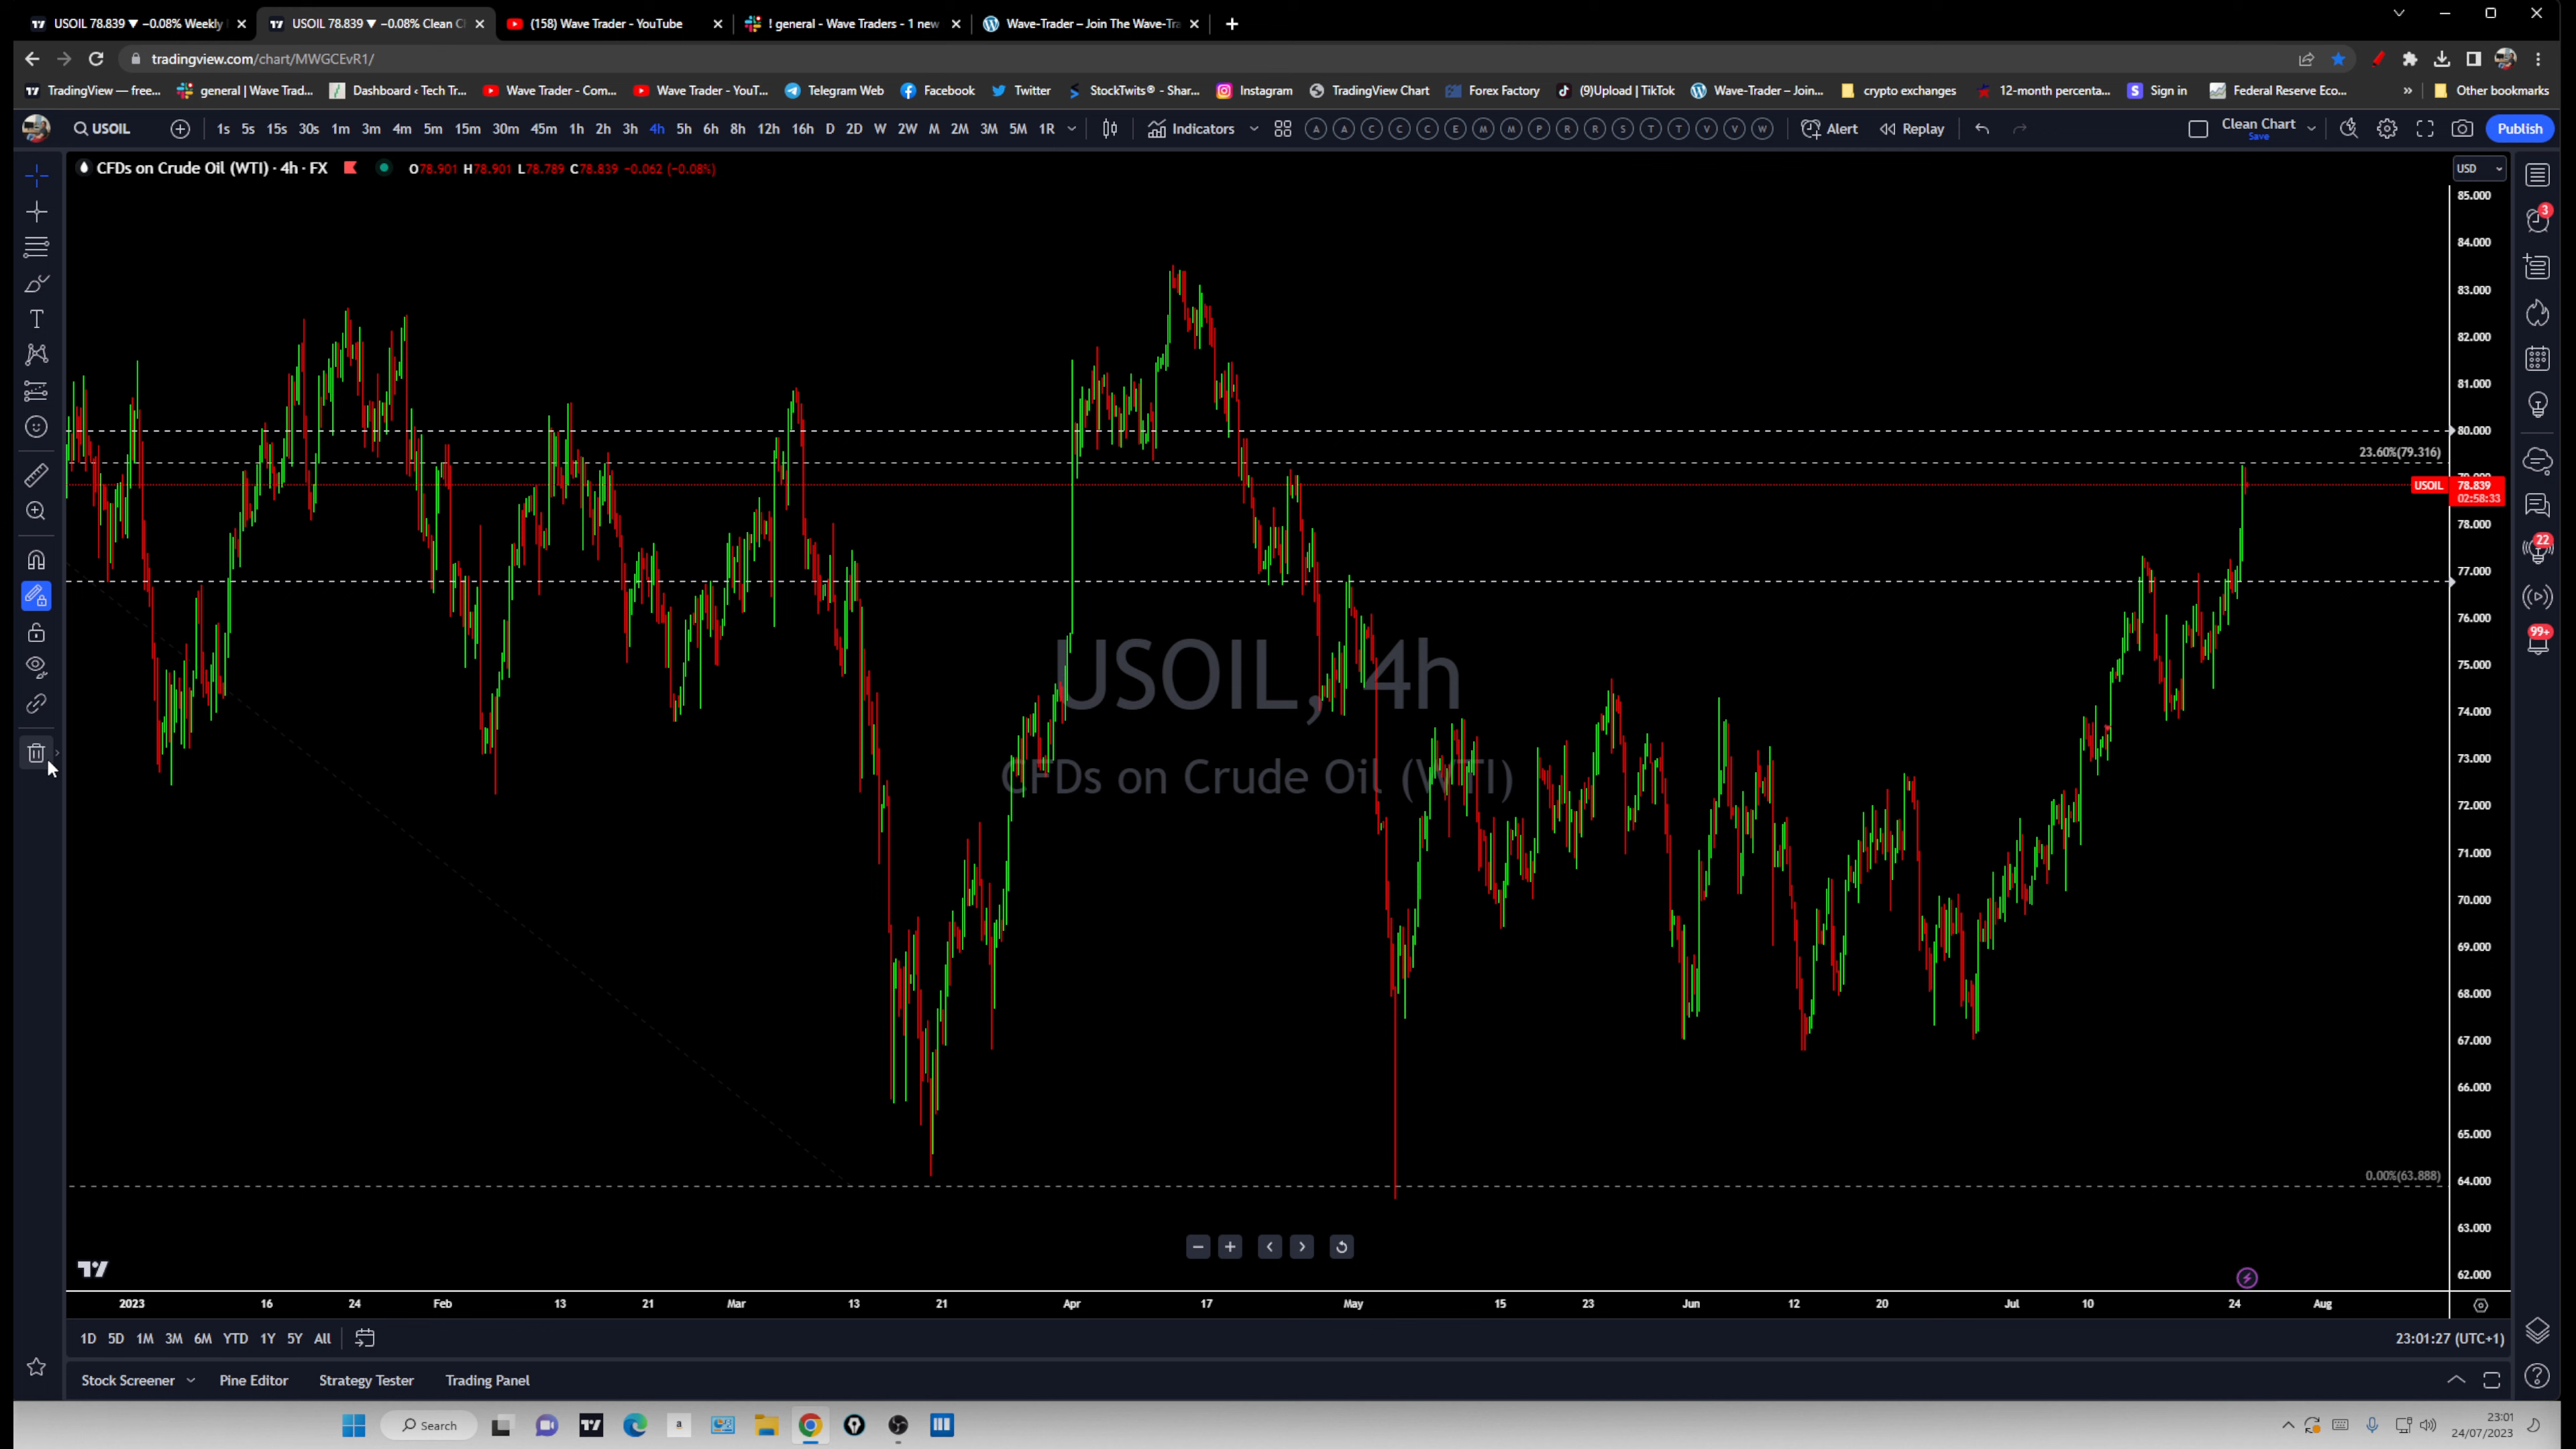 USOIL 78.839 ▼ −0.08% Weekly
USOIL 78.839 ▼ −0.08% Clean C
(158) Wave Trader - YouTube
! general - Wave Traders - 1 new
Wave-Trader – Join The Wave-Tra
tradingview.com/chart/MWGCEvR1/
TradingView — free...
general | Wave Trad...
Dashboard ‹ Tech Tr...
Wave Trader - Com...
Wave Trader - YouT...
Telegram Web
Facebook
Twitter
StockTwits® - Shar...
Instagram
TradingView Chart
Forex Factory
(9)Upload | TikTok
Wave-Trader – Join...
crypto exchanges
12-month percenta...
Sign in
Federal Reserve Eco...
»
Other bookmarks
USOIL
1s 5s 15s 30s 1m 3m 4m 5m 15m 30m 45m 1h 2h 3h 4h 5h 6h 8h 12h 16h D 2D W 2W M 2M 3M 5M 1R
Indicators
A A C C C E M M P R R S T T V V W
Alert
Replay
Clean Chart
Save
Publish
CFDs on Crude Oil (WTI) · 4h · FX
O78.901 H78.901 L78.789 C78.839 −0.062 (−0.08%)
USD
85.000
84.000
83.000
82.000
81.000
80.000
23.60%(79.316)
USOIL 78.839
02:58:33
78.000
77.000
76.000
75.000
74.000
73.000
72.000
71.000
70.000
69.000
68.000
67.000
66.000
65.000
0.00%(63.888)
64.000
63.000
62.000
USOIL, 4h
CFDs on Crude Oil (WTI)
3
22
99+
2023 16 24 Feb 13 21 Mar 13 21 Apr 17 May 15 23 Jun 12 20 Jul 10 24 Aug
1D 5D 1M 3M 6M YTD 1Y 5Y All
23:01:27 (UTC+1)
Stock Screener
Pine Editor
Strategy Tester
Trading Panel
Search
a
23:01
24/07/2023